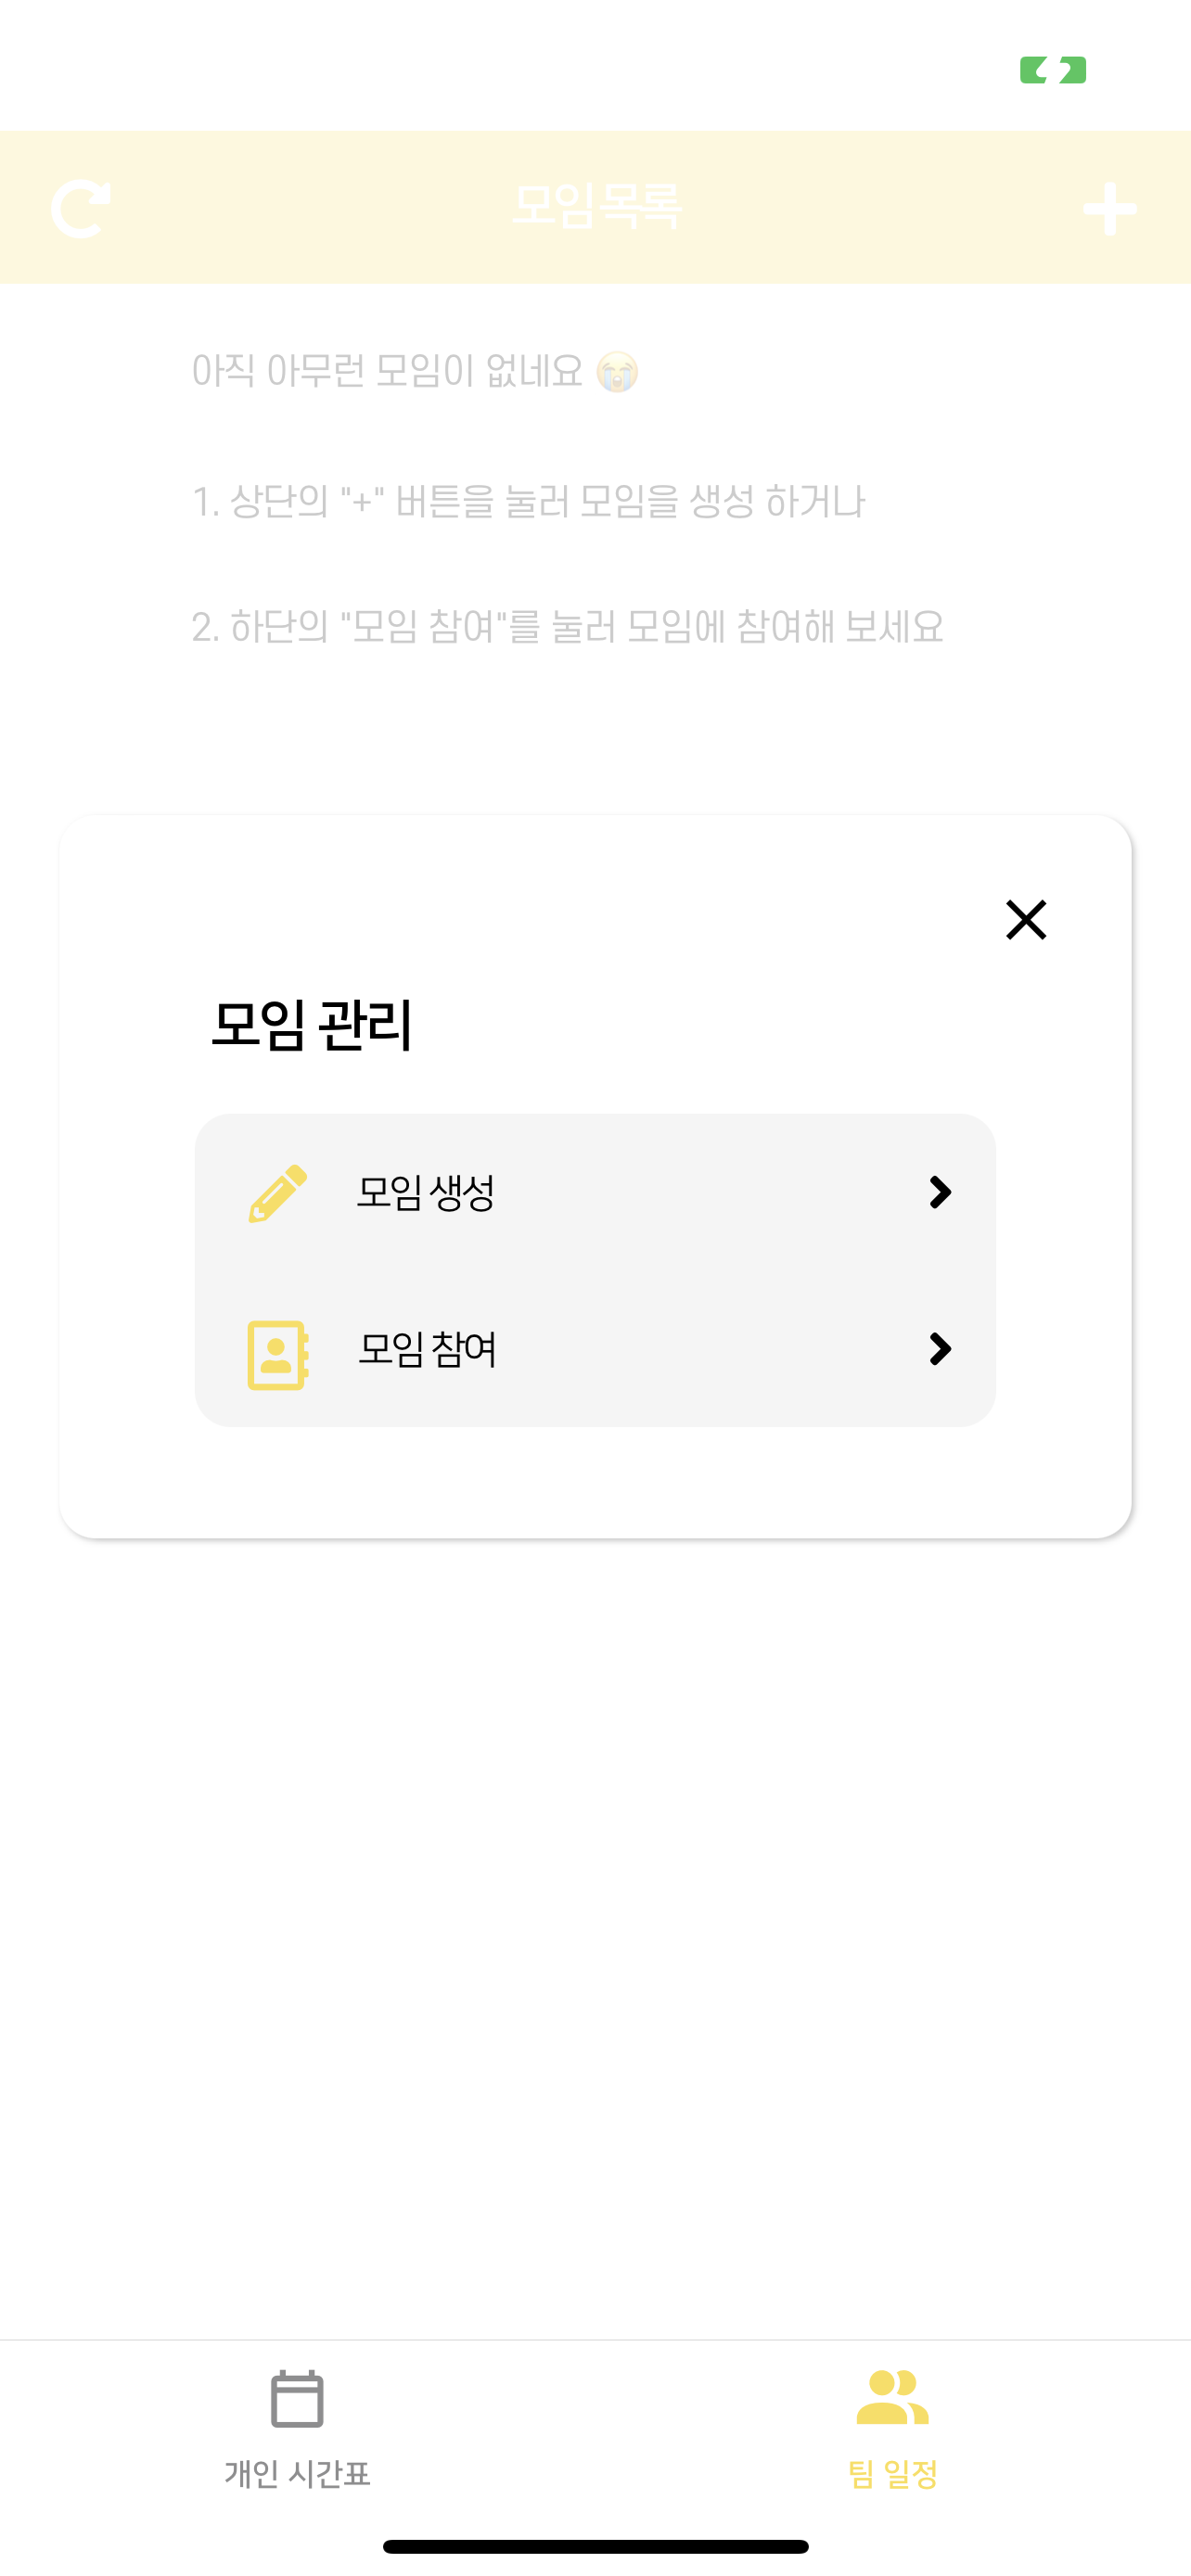 모임목록
아직 아무런 모임이 없네요 😭
1. 상단의 "+" 버튼을 눌러 모임을 생성 하거나
2. 하단의 "모임 참여"를 눌러 모임에 참여해 보세요
모임 관리
모임 생성
모임 참여
개인 시간표
팀 일정